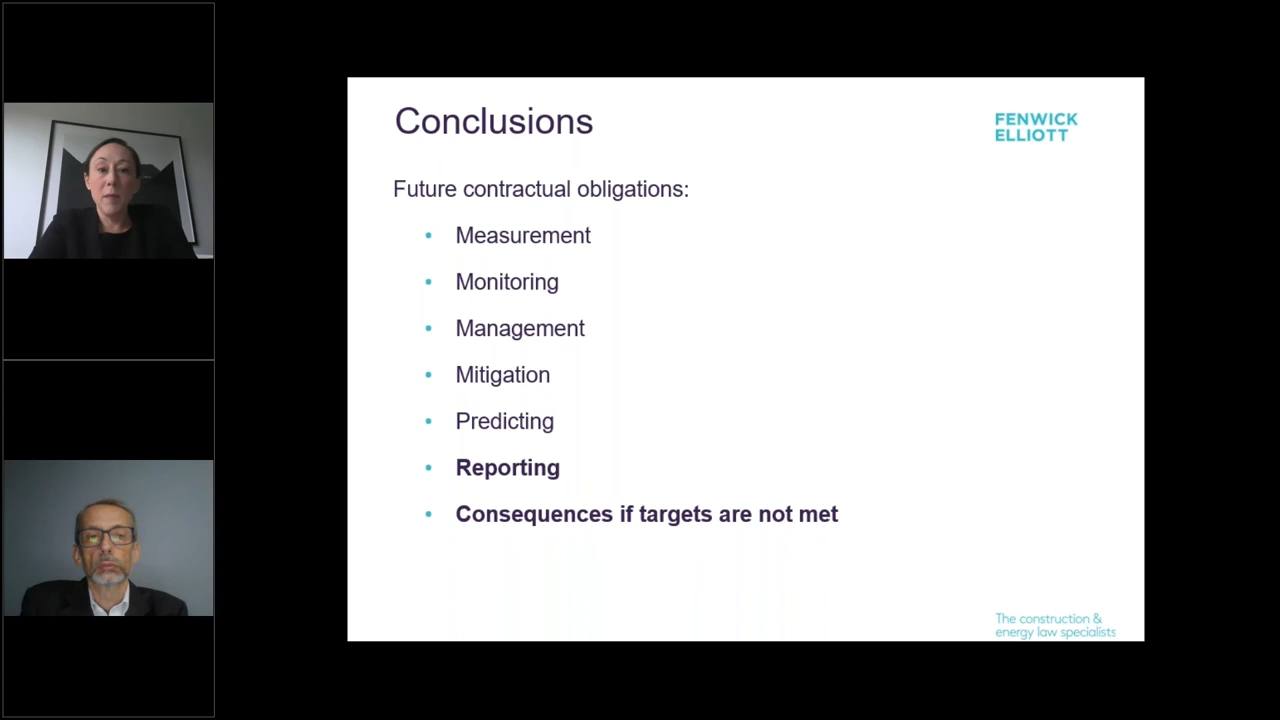 Conclusions
FENWICK
ELLIOTT
Future contractual obligations:
• Measurement
• Monitoring
• Management
• Mitigation
• Predicting
• Reporting
• Consequences if targets are not met
The construction &
energy law specialists